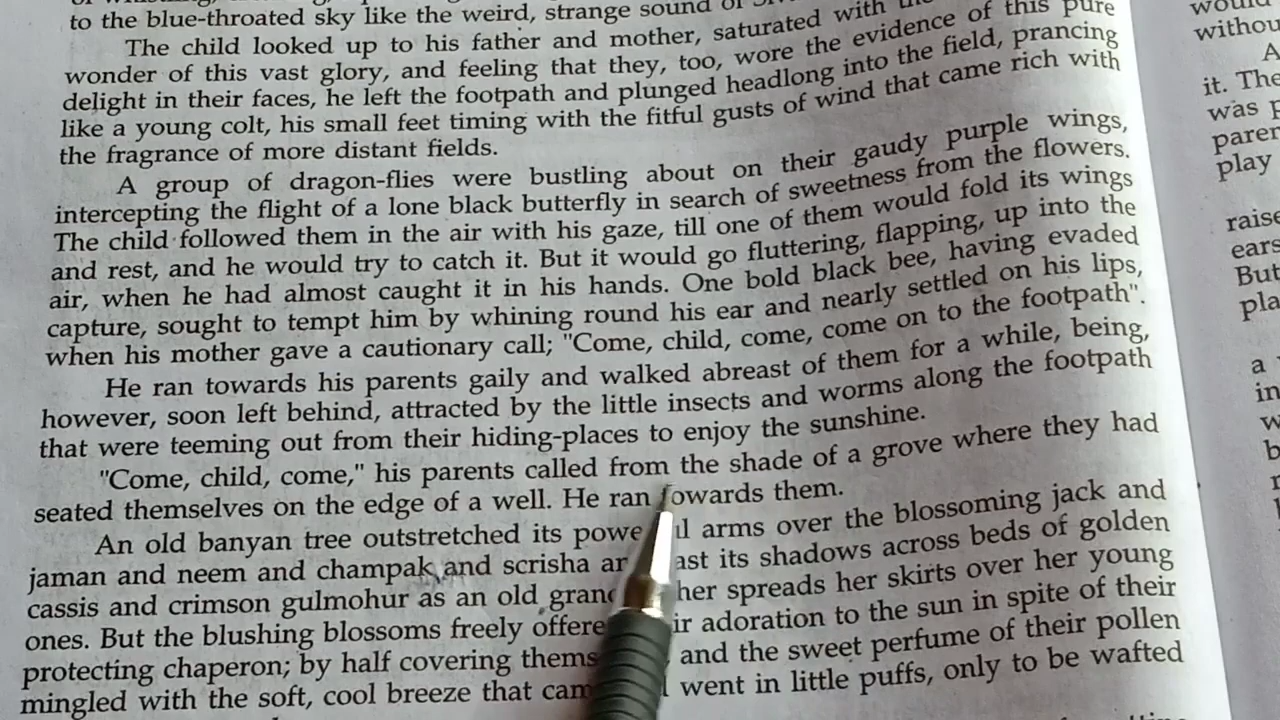 to the blue-throated sky like the weird, strange sound of
The child looked up to his father and mother, saturated with the
wonder of this vast glory, and feeling that they, too, wore the evidence of this pure
delight in their faces, he left the footpath and plunged headlong into the field, prancing
like a young colt, his small feet timing with the fitful gusts of wind that came rich with
the fragrance of more distant fields.
A group of dragon-flies were bustling about on their gaudy purple wings,
intercepting the flight of a lone black butterfly in search of sweetness from the flowers.
The child followed them in the air with his gaze, till one of them would fold its wings
and rest, and he would try to catch it. But it would go fluttering, flapping, up into the
air, when he had almost caught it in his hands. One bold black bee, having evaded
capture, sought to tempt him by whining round his ear and nearly settled on his lips,
when his mother gave a cautionary call; "Come, child, come, come on to the footpath".
He ran towards his parents gaily and walked abreast of them for a while, being,
however, soon left behind, attracted by the little insects and worms along the footpath
that were teeming out from their hiding-places to enjoy the sunshine.
"Come, child, come," his parents called from the shade of a grove where they had
seated themselves on the edge of a well. He ran towards them.
An old banyan tree outstretched its arms over the blossoming jack and
jaman and neem and champak and scrisha its shadows across beds of golden
cassis and crimson gulmohur as an old spreads her skirts over her young
ones. But the blushing blossoms freely adoration to the sun in spite of their
protecting chaperon; by half covering and the sweet perfume of their pollen
mingled with the soft, cool breeze that went in little puffs, only to be wafted
would
withou
A
it. The
was p
paren
play
raise
ears
But
pla
a
in
w
b